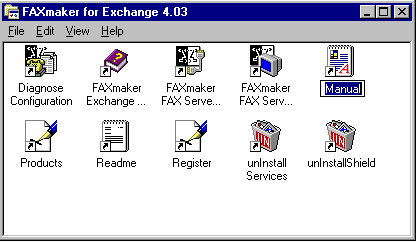 FAXmaker for Exchange 4.03
File Edit View Help
Diagnose Configuration
FAXmaker Exchange ...
FAXmaker FAX Serve...
FAXmaker FAX Serv...
Manual
Products
Readme
Register
unInstall Services
unInstallShield